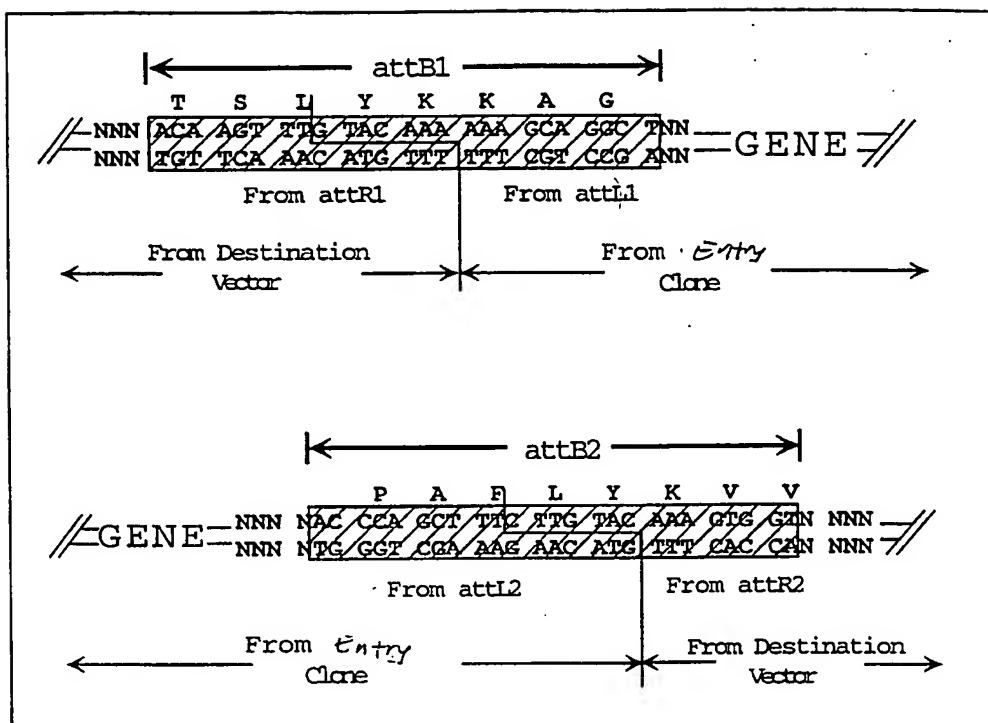 attB1
T S L Y K K A G
NNN ACA AGT TTG TACAAA AAA GCA GGC TNN GENE
NNN TGT TCA AAC ATG TTT TTT CGT CCG ANN
From attR1 From attL1
From Destination Vector
From Entry Clone
attB2
P A F L Y K V V
GENE NNN NAC CCA GCT TTC TTG TAC AAA GTG GTN NNN
NNN NTG GGT CGA AAG AAC ATG TTT CAC CAN NNN
From attL2 From attR2
From Entry Clone
From Destination Vector